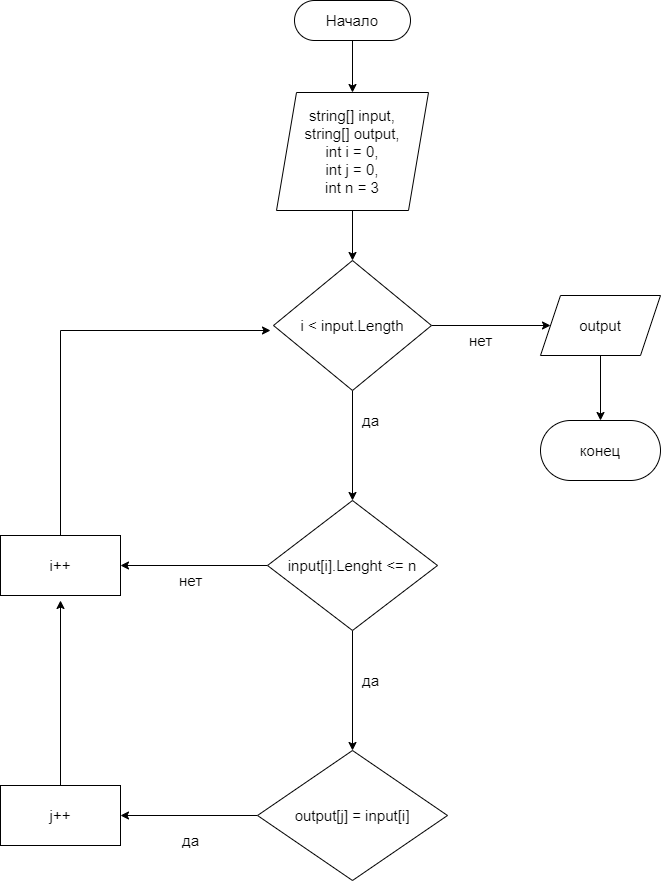 Начало
string[] input,
string[] output,
int i = 0,
int j = 0,
int n = 3
i < input.Length
нет
output
да
конец
input[i].Lenght <= n
i++
нет
да
output[j] = input[i]
j++
да